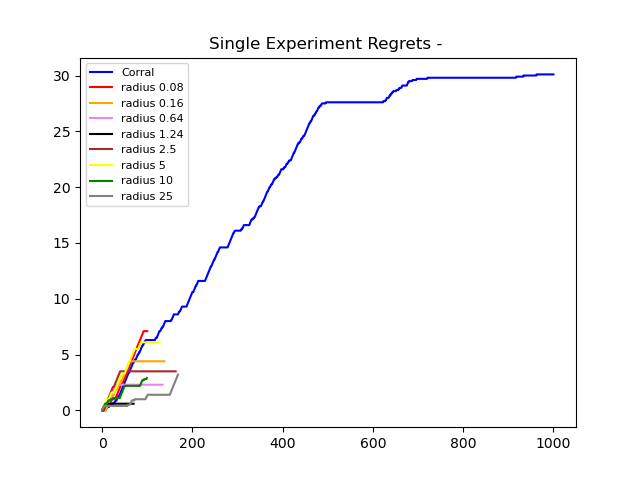 Single Experiment Regrets -
Corral
radius 0.08
radius 0.16
radius 0.64
radius 1.24
radius 2.5
radius 5
radius 10
radius 25
30
25
20
15
10
5
0
0 200 400 600 800 1000